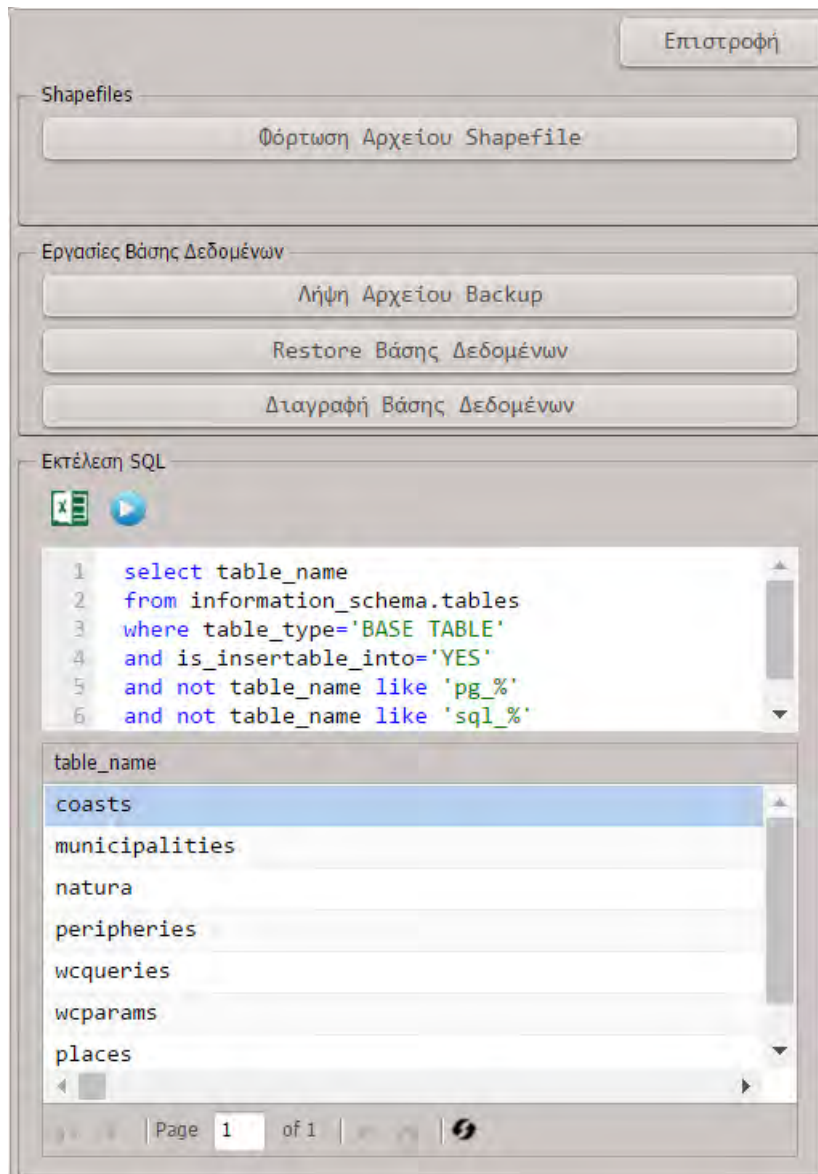 Επιστροφή
Shapefiles
Φόρτωση Αρχείου Shapefile
Εργασίες Βάσης Δεδομένων
Λήψη Αρχείου Backup
Restore Βάσης Δεδομένων
Διαγραφή Βάσης Δεδομένων
Εκτέλεση SQL
1 select table_name
2 from information_schema.tables
3 where table_type='BASE TABLE'
4 and is_insertable_into='YES'
5 and not table_name like 'pg_%'
6 and not table_name like 'sql_%'
table_name
coasts
municipalities
natura
peripheries
wcqueries
wcparams
places
Page 1 of 1